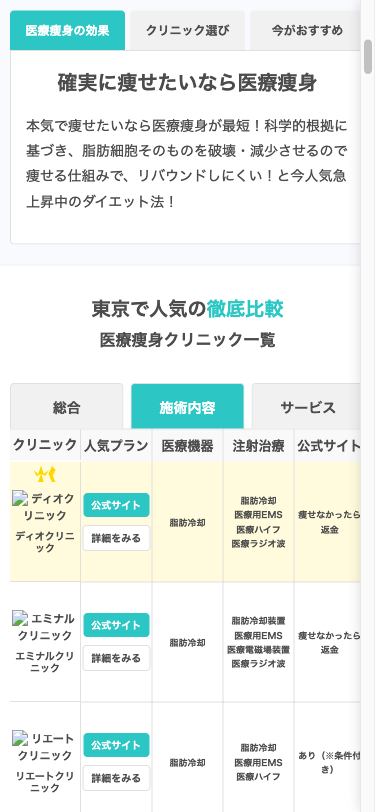 医療痩身の効果 クリニック選び 今がおすすめ
確実に痩せたいなら医療痩身
本気で痩せたいなら医療痩身が最短！科学的根拠に
基づき、脂肪細胞そのものを破壊・減少させるので
痩せる仕組みで、リバウンドしにくい！と今人気急
上昇中のダイエット法！
東京で人気の徹底比較
医療痩身クリニック一覧
総合 施術内容 サービス
クリニック 人気プラン 医療機器 注射治療 公式サイト
ディオク
リニック
ディオクリニ
ック
公式サイト
詳細をみる
脂肪冷却
脂肪冷却
医療用EMS
医療ハイフ
医療ラジオ波
痩せなかったら
返金
エミナル
クリニック
エミナルクリ
ニック
公式サイト
詳細をみる
脂肪冷却
脂肪冷却装置
医療用EMS
医療電磁場装置
医療ラジオ波
痩せなかったら
返金
リエート
クリニック
リエートクリ
ニック
公式サイト
詳細をみる
脂肪冷却
脂肪冷却
医療用EMS
医療ハイフ
あり（※条件付
き）